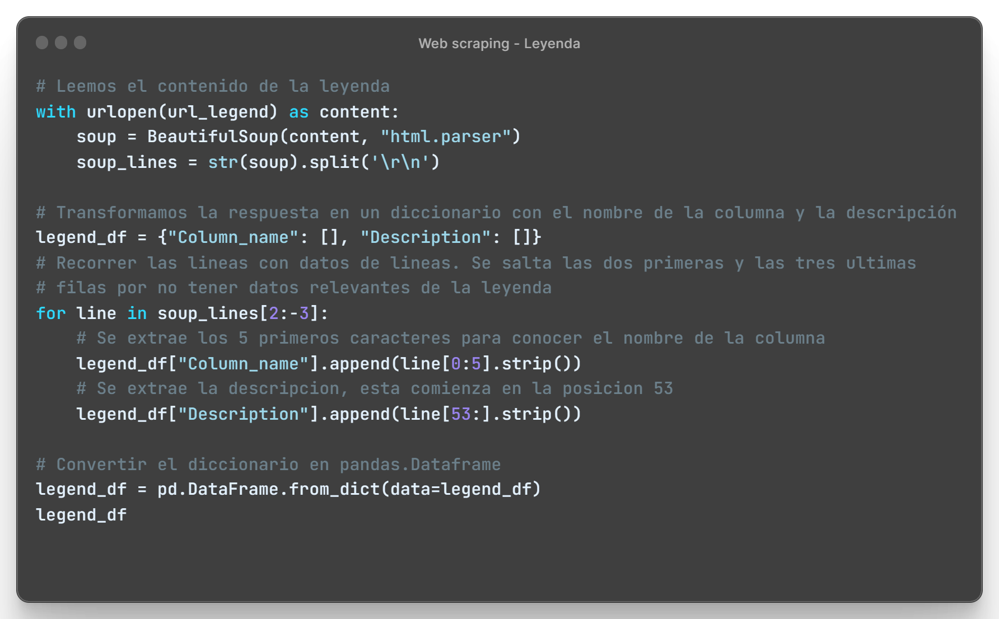 Web scraping - Leyenda
# Leemos el contenido de la leyenda
with urlopen(url_legend) as content:
    soup = BeautifulSoup(content, "html.parser")
    soup_lines = str(soup).split('\r\n')
# Transformamos la respuesta en un diccionario con el nombre de la columna y la descripción
legend_df = {"Column_name": [], "Description": []}
# Recorrer las lineas con datos de lineas. Se salta las dos primeras y las tres ultimas
# filas por no tener datos relevantes de la leyenda
for line in soup_lines[2:-3]:
    # Se extrae los 5 primeros caracteres para conocer el nombre de la columna
    legend_df["Column_name"].append(line[0:5].strip())
    # Se extrae la descripcion, esta comienza en la posicion 53
    legend_df["Description"].append(line[53:].strip())
# Convertir el diccionario en pandas.Dataframe
legend_df = pd.DataFrame.from_dict(data=legend_df)
legend_df